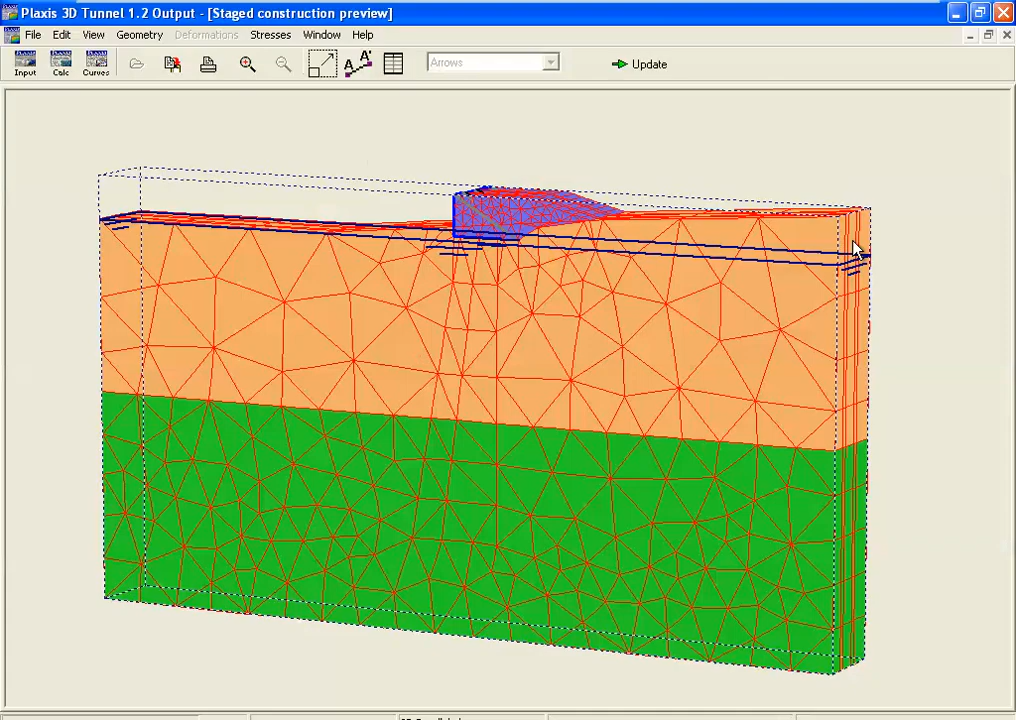 Plaxis 3D Tunnel 1.2 Output - [Staged construction preview]
File Edit View Geometry Deformations Stresses Window Help
Input Calc Curves A A' Arrows Update